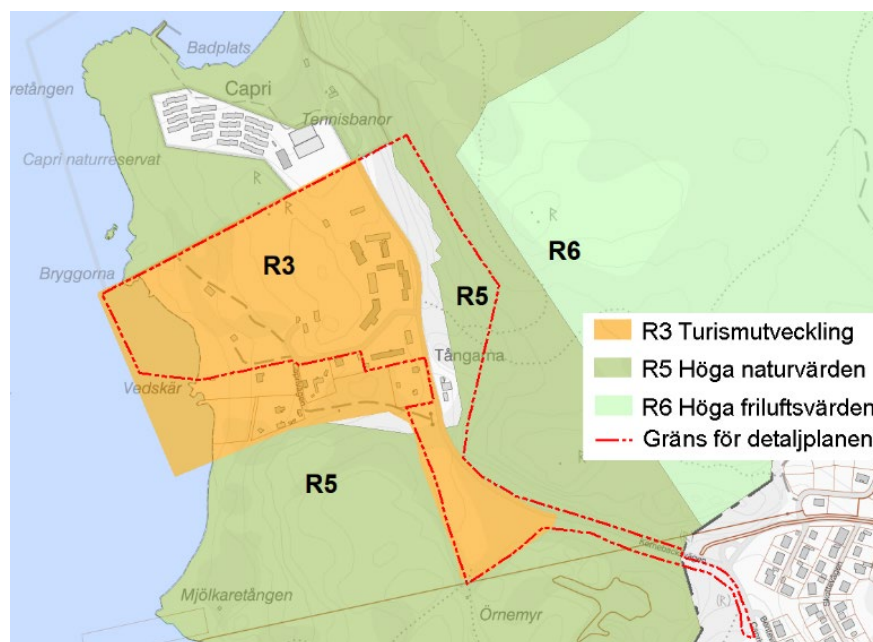 Badplats
Capri
aretången
Tennisbanor
Capri naturreservat
R
R
R3
R6
R
Bryggorna
R5
R
Tångarna
Vedskär
R3 Turismutveckling
R5 Höga naturvärden
R6 Höga friluftsvärden
Gräns för detaljplanen
R5
(R)
Mjölkaretången
Örnemyr
(R)